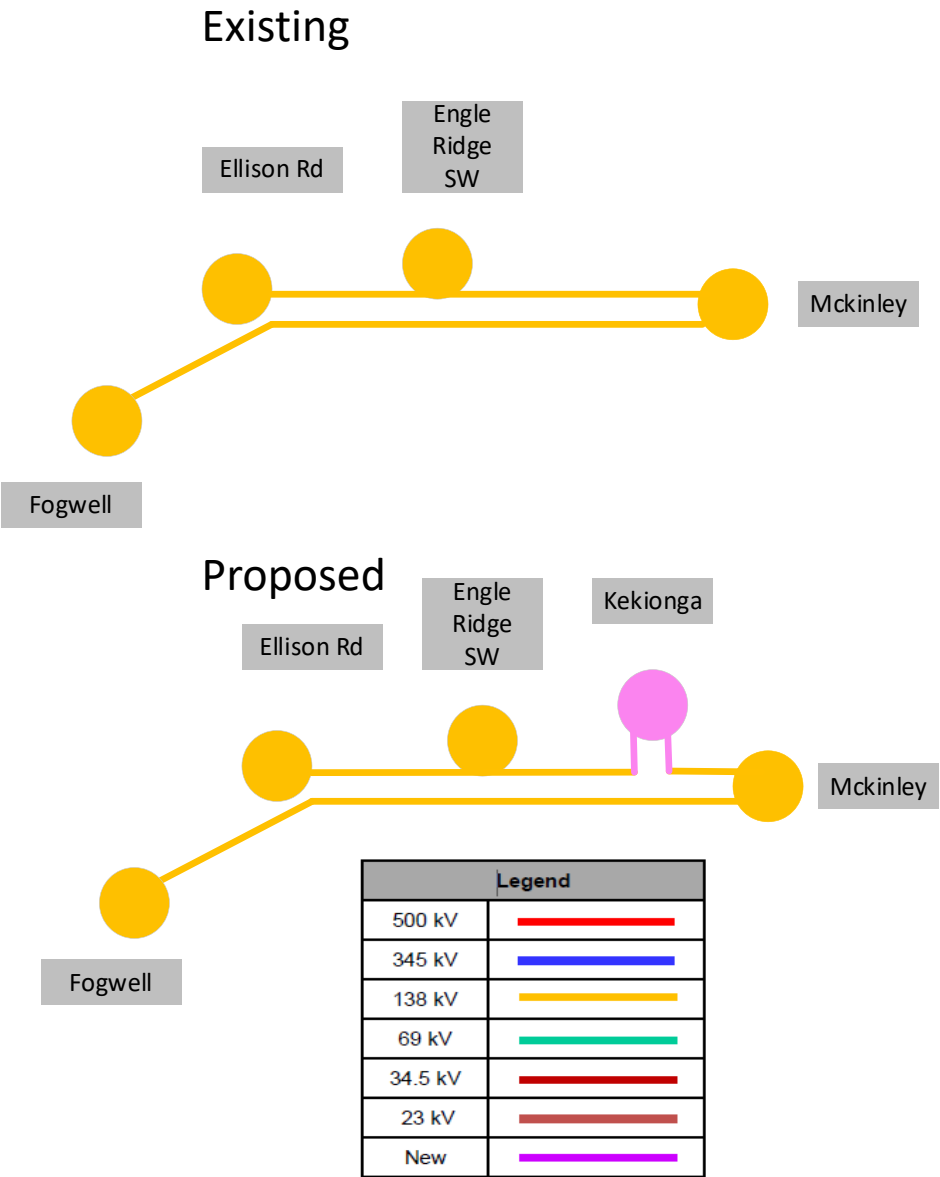 Existing
Engle
Ridge
SW
Ellison Rd
Mckinley
Fogwell
Proposed
Engle
Ridge
SW
Kekionga
Ellison Rd
Mckinley
Fogwell
Legend
500 kV
345 kV
138 kV
69 kV
34.5 kV
23 kV
New